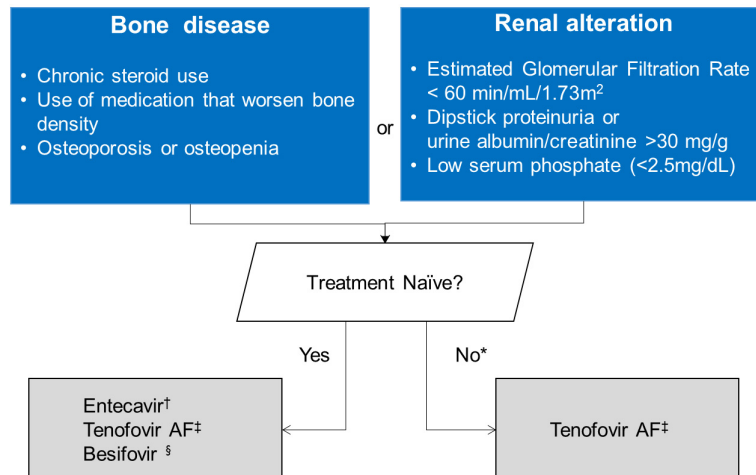 Bone disease
• Chronic steroid use
• Use of medication that worsen bone
density
• Osteoporosis or osteopenia
or
Renal alteration
• Estimated Glomerular Filtration Rate
< 60 min/mL/1.73m²
• Dipstick proteinuria or
urine albumin/creatinine >30 mg/g
• Low serum phosphate (<2.5mg/dL)
Treatment Naïve?
Yes
No*
Entecavir†
Tenofovir AF‡
Besifovir §
Tenofovir AF‡